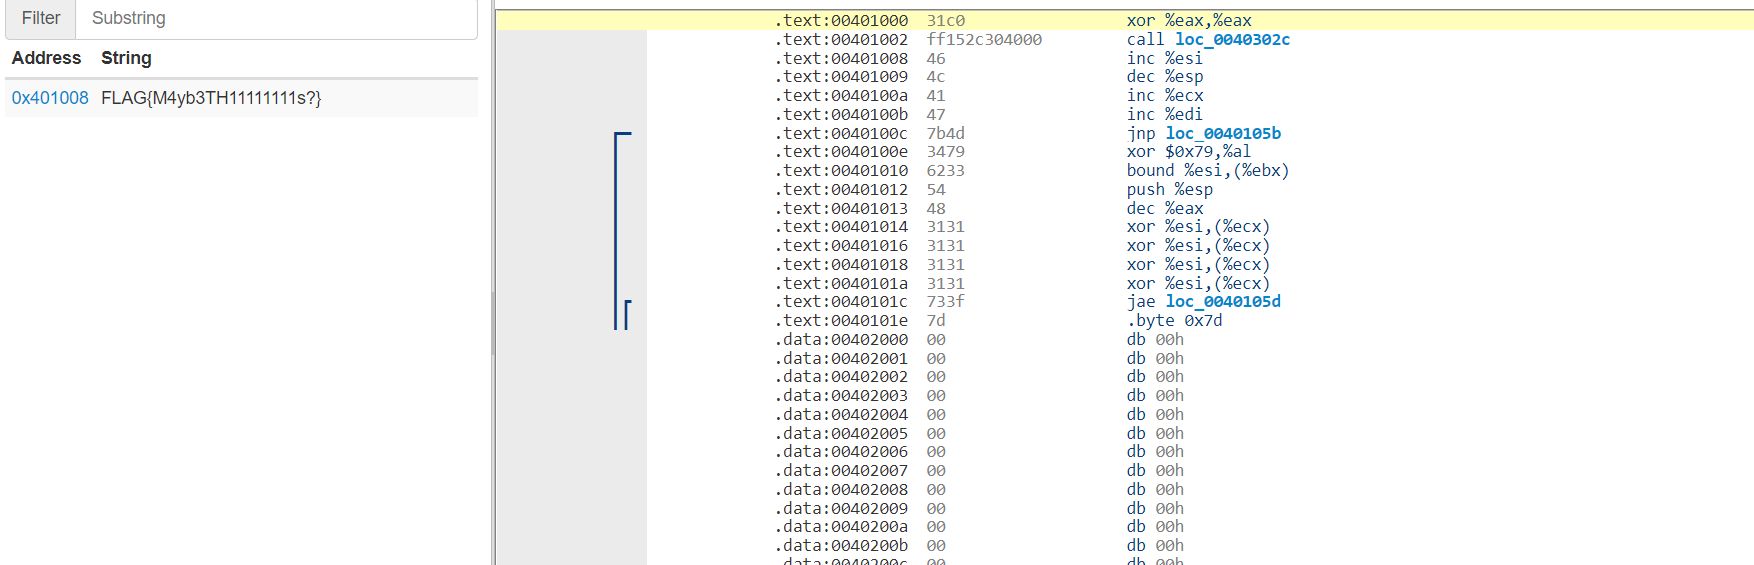 Filter Substring
Address String
0x401008 FLAG{M4yb3TH11111111s?}
.text:00401000 31c0 xor %eax,%eax
.text:00401002 ff152c304000 call loc_0040302c
.text:00401008 46 inc %esi
.text:00401009 4c dec %esp
.text:0040100a 41 inc %ecx
.text:0040100b 47 inc %edi
.text:0040100c 7b4d jnp loc_0040105b
.text:0040100e 3479 xor $0x79,%al
.text:00401010 6233 bound %esi,(%ebx)
.text:00401012 54 push %esp
.text:00401013 48 dec %eax
.text:00401014 3131 xor %esi,(%ecx)
.text:00401016 3131 xor %esi,(%ecx)
.text:00401018 3131 xor %esi,(%ecx)
.text:0040101a 3131 xor %esi,(%ecx)
.text:0040101c 733f jae loc_0040105d
.text:0040101e 7d .byte 0x7d
.data:00402000 00 db 00h
.data:00402001 00 db 00h
.data:00402002 00 db 00h
.data:00402003 00 db 00h
.data:00402004 00 db 00h
.data:00402005 00 db 00h
.data:00402006 00 db 00h
.data:00402007 00 db 00h
.data:00402008 00 db 00h
.data:00402009 00 db 00h
.data:0040200a 00 db 00h
.data:0040200b 00 db 00h
.data:0040200c 00 db 00h